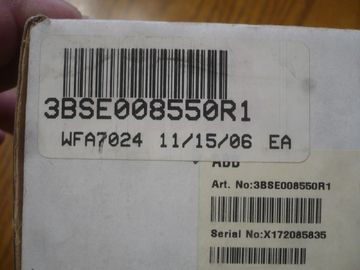 3BSE008550R1
WFA7024 11/15/06 EA
ABB
Art. No:3BSE008550R1
Serial No:X172085835